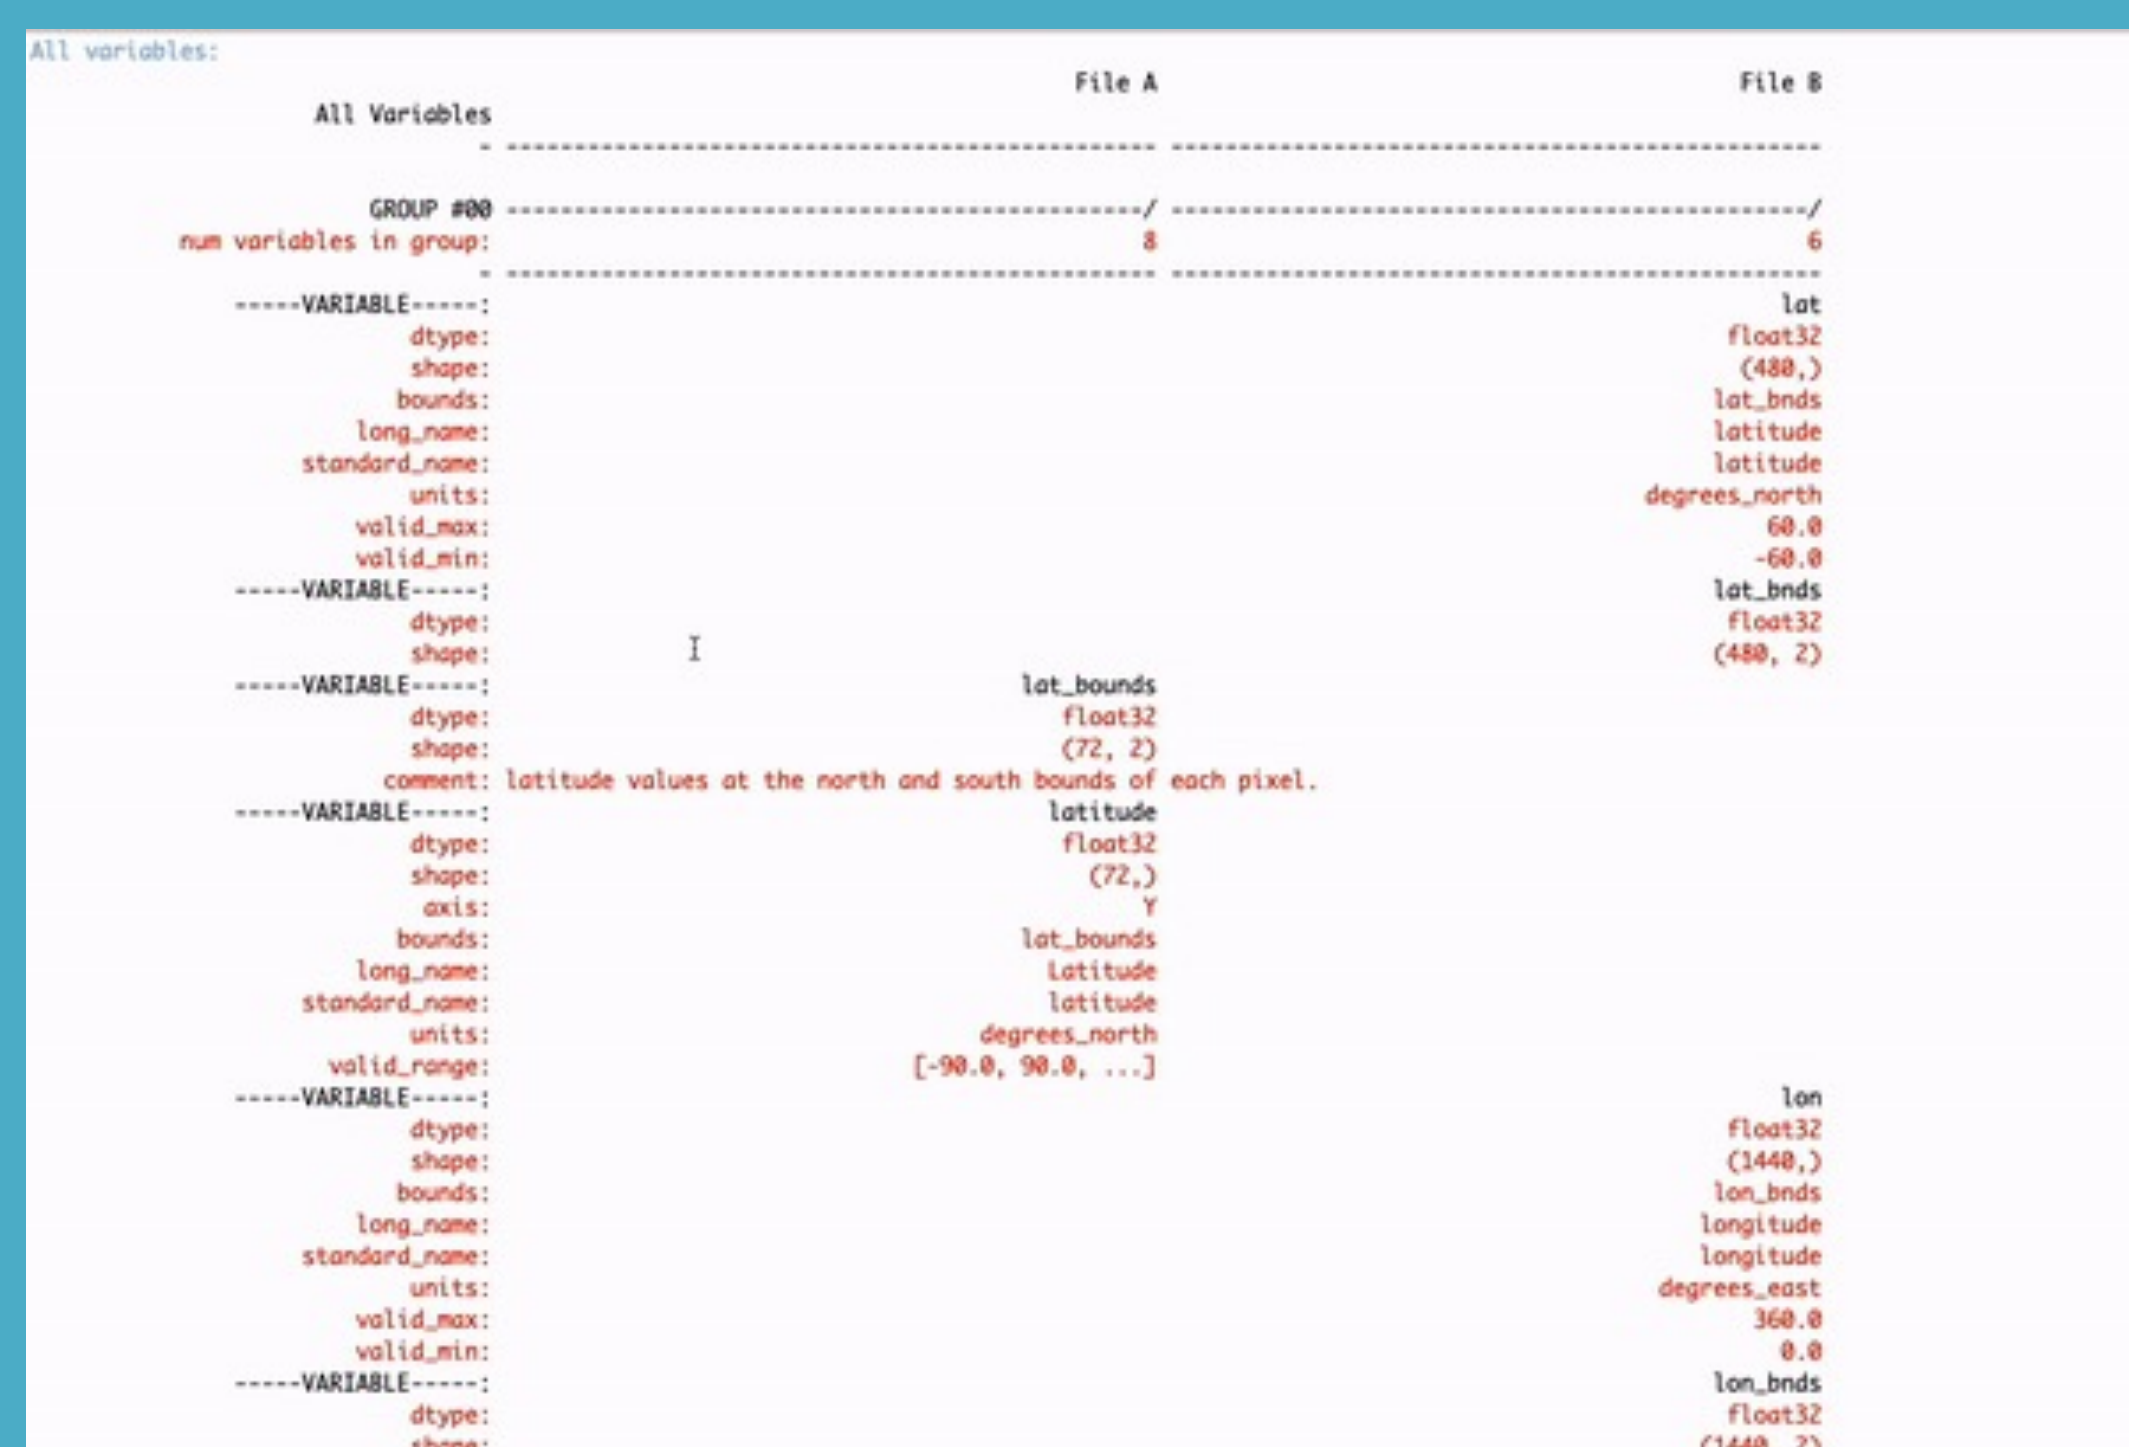 All variables:
File A File B
All Variables
- ------------------------------------------------ ------------------------------------------------
GROUP #00 -----------------------------------------------/ -----------------------------------------------/
num variables in group: 8 6
- ------------------------------------------------ ------------------------------------------------
-----VARIABLE-----: lat
dtype: float32
shape: (480,)
bounds: lat_bnds
long_name: latitude
standard_name: latitude
units: degrees_north
valid_max: 60.0
valid_min: -60.0
-----VARIABLE-----: lat_bnds
dtype: float32
shape: (480, 2)
-----VARIABLE-----: lat_bounds
dtype: float32
shape: (72, 2)
comment: latitude values at the north and south bounds of each pixel.
-----VARIABLE-----: latitude
dtype: float32
shape: (72,)
axis: Y
bounds: lat_bounds
long_name: Latitude
standard_name: latitude
units: degrees_north
valid_range: [-90.0, 90.0, ...]
-----VARIABLE-----: lon
dtype: float32
shape: (1440,)
bounds: lon_bnds
long_name: longitude
standard_name: longitude
units: degrees_east
valid_max: 360.0
valid_min: 0.0
-----VARIABLE-----: lon_bnds
dtype: float32
shape: (1440, 2)